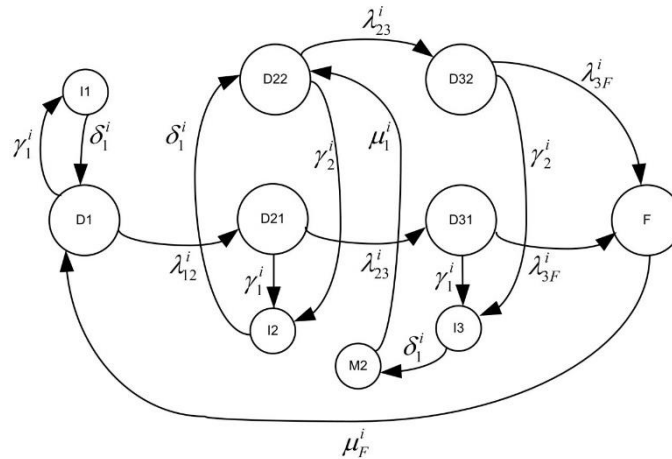 λ₂₃ⁱ
D22
D32
λ₃Fⁱ
I1
γ₁ⁱ
δ₁ⁱ
δ₁ⁱ
γ₂ⁱ
μ₁ⁱ
γ₂ⁱ
D1
D21
D31
F
λ₁₂ⁱ
γ₁ⁱ
λ₂₃ⁱ
γ₁ⁱ
λ₃Fⁱ
I2
I3
M2
δ₁ⁱ
μFⁱ